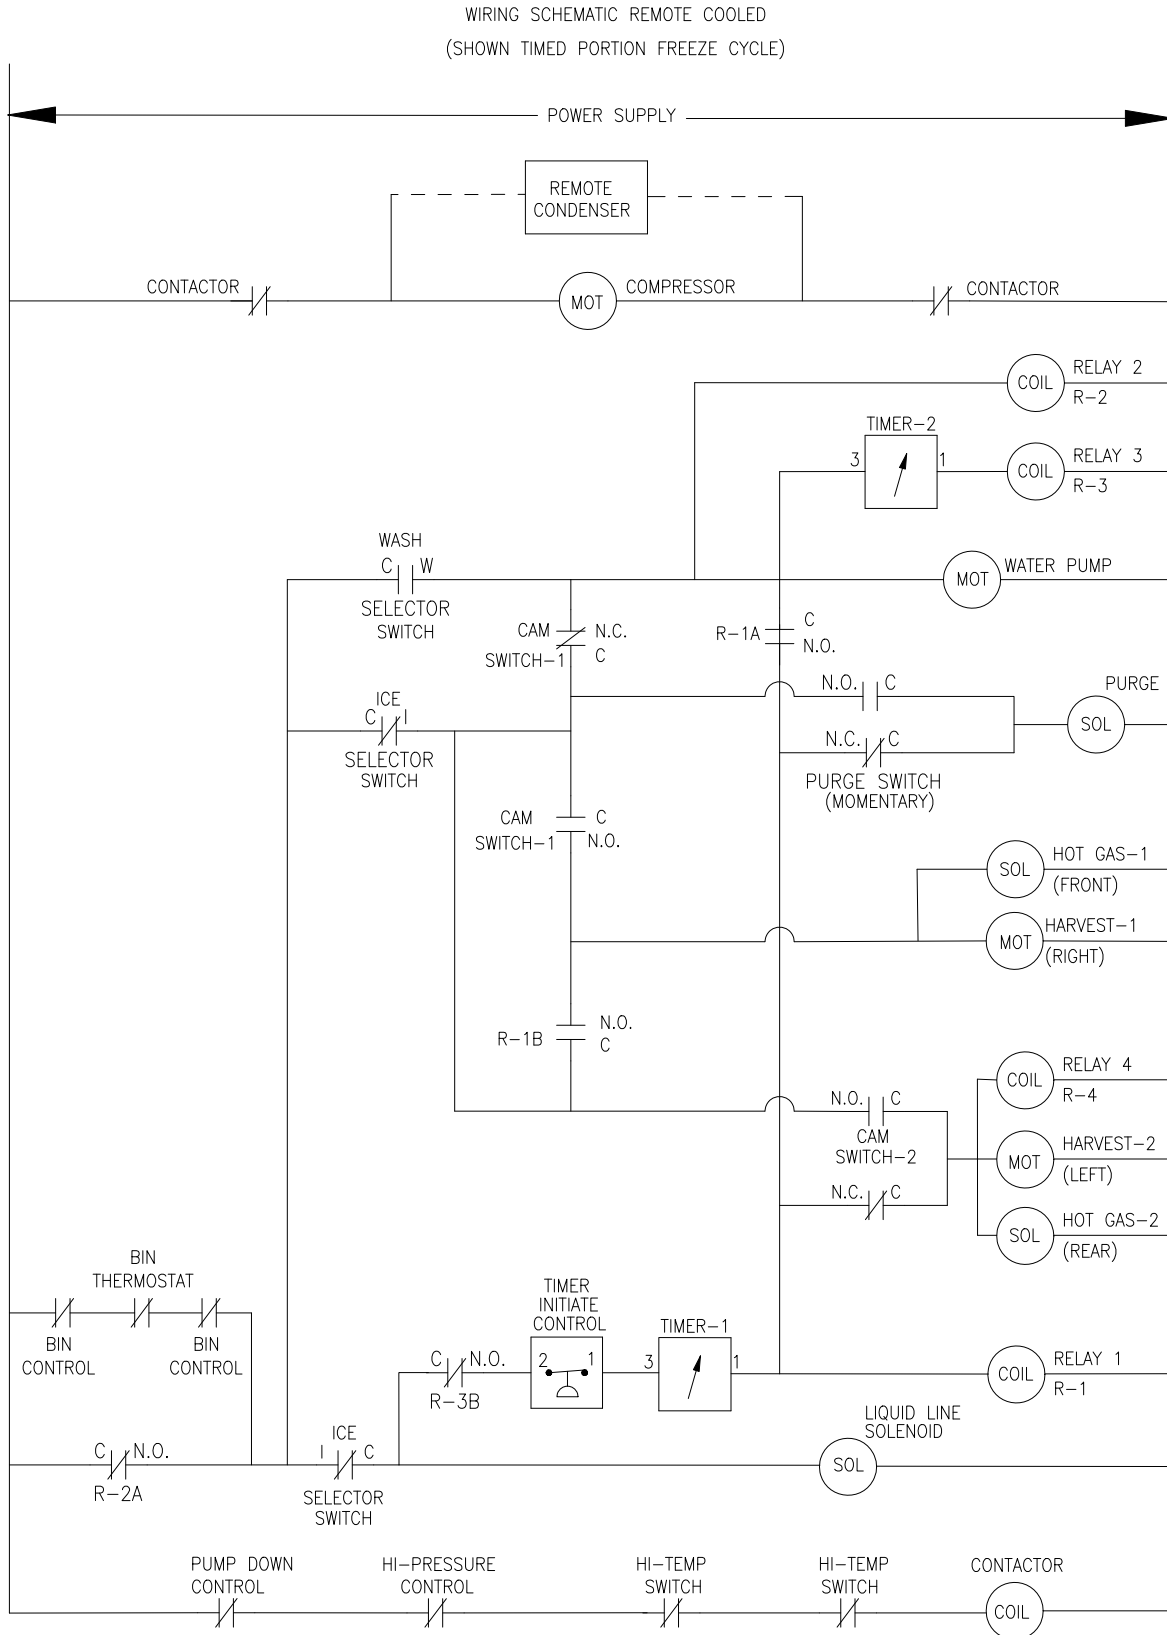 WIRING SCHEMATIC REMOTE COOLED
(SHOWN TIMED PORTION FREEZE CYCLE)
POWER SUPPLY
REMOTE
CONDENSER
CONTACTOR
MOT
COMPRESSOR
CONTACTOR
COIL
RELAY 2
R-2
TIMER-2
3
1
COIL
RELAY 3
R-3
WASH
C
W
SELECTOR
SWITCH
MOT
WATER PUMP
CAM
SWITCH-1
N.C.
C
R-1A
C
N.O.
ICE
C
I
SELECTOR
SWITCH
N.O.
C
PURGE
SOL
N.C.
C
PURGE SWITCH
(MOMENTARY)
CAM
SWITCH-1
C
N.O.
SOL
HOT GAS-1
(FRONT)
MOT
HARVEST-1
(RIGHT)
R-1B
N.O.
C
COIL
RELAY 4
R-4
N.O.
C
CAM
SWITCH-2
MOT
HARVEST-2
(LEFT)
N.C.
C
SOL
HOT GAS-2
(REAR)
BIN
THERMOSTAT
BIN
CONTROL
BIN
CONTROL
TIMER
INITIATE
CONTROL
2
1
TIMER-1
3
1
C
N.O.
R-3B
COIL
RELAY 1
R-1
LIQUID LINE
SOLENOID
SOL
C
N.O.
R-2A
ICE
I
C
SELECTOR
SWITCH
PUMP DOWN
CONTROL
HI-PRESSURE
CONTROL
HI-TEMP
SWITCH
HI-TEMP
SWITCH
CONTACTOR
COIL